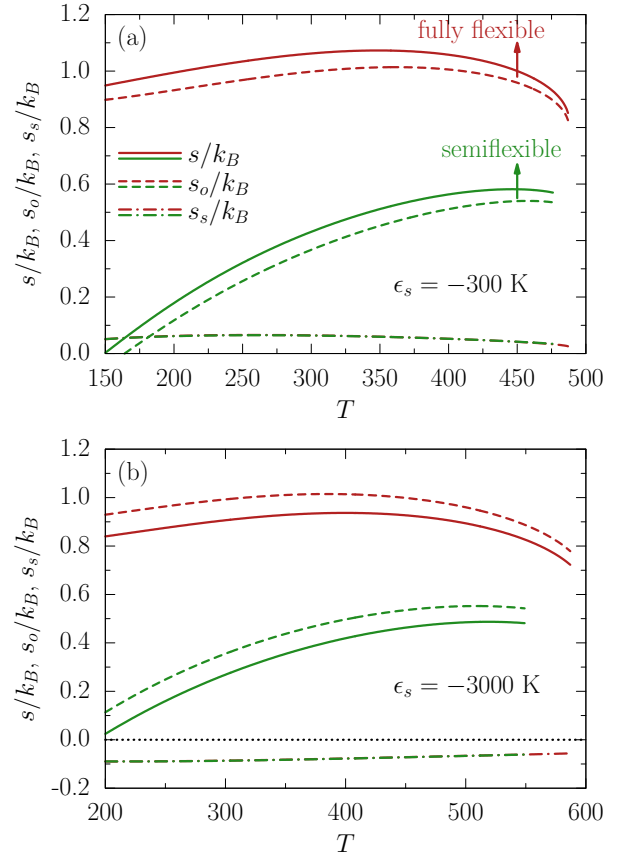 (a)
fully flexible
semiflexible
s/k_B
s_o/k_B
s_s/k_B
ϵ_s = −300 K
s/k_B, s_o/k_B, s_s/k_B
1.2
1.0
0.8
0.6
0.4
0.2
0.0
150 200 250 300 350 400 450 500
T
(b)
ϵ_s = −3000 K
s/k_B, s_o/k_B, s_s/k_B
1.2
1.0
0.8
0.6
0.4
0.2
0.0
-0.2
200 300 400 500 600
T